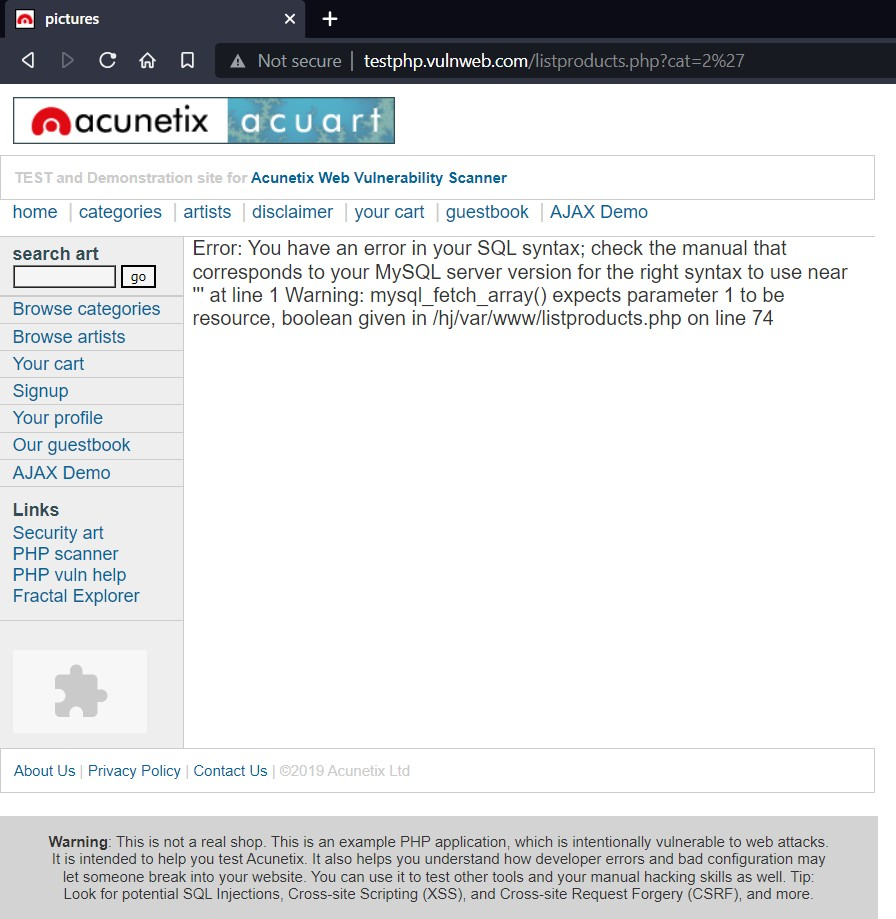 pictures
Not secure | testphp.vulnweb.com/listproducts.php?cat=2%27
acunetix acuart
TEST and Demonstration site for Acunetix Web Vulnerability Scanner
home | categories | artists | disclaimer | your cart | guestbook | AJAX Demo
search art
go
Browse categories
Browse artists
Your cart
Signup
Your profile
Our guestbook
AJAX Demo
Links
Security art
PHP scanner
PHP vuln help
Fractal Explorer
Error: You have an error in your SQL syntax; check the manual that
corresponds to your MySQL server version for the right syntax to use near
''' at line 1 Warning: mysql_fetch_array() expects parameter 1 to be
resource, boolean given in /hj/var/www/listproducts.php on line 74
About Us | Privacy Policy | Contact Us | ©2019 Acunetix Ltd
Warning: This is not a real shop. This is an example PHP application, which is intentionally vulnerable to web attacks.
It is intended to help you test Acunetix. It also helps you understand how developer errors and bad configuration may
let someone break into your website. You can use it to test other tools and your manual hacking skills as well. Tip:
Look for potential SQL Injections, Cross-site Scripting (XSS), and Cross-site Request Forgery (CSRF), and more.